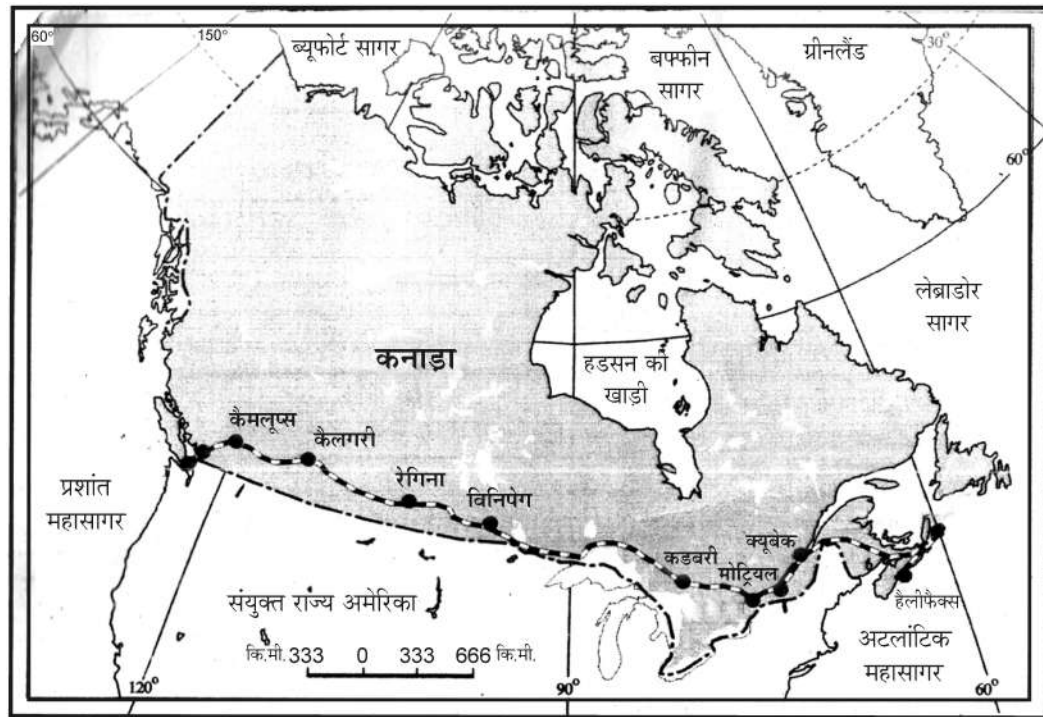 60°
150°
ब्यूफोर्ट सागर
बफ्फीन
सागर
ग्रीनलैंड
30°
60°
लेब्राडोर
सागर
कनाड़ा
हडसन की
खाड़ी
कैमलूप्स
कैलगरी
रेगिना
विनिपेग
प्रशांत
महासागर
क्यूबेक
कडबरी
मोट्रियल
हैलीफैक्स
संयुक्त राज्य अमेरिका
अटलांटिक
महासागर
कि.मी. 333 0 333 666 कि.मी.
120°
90°
60°